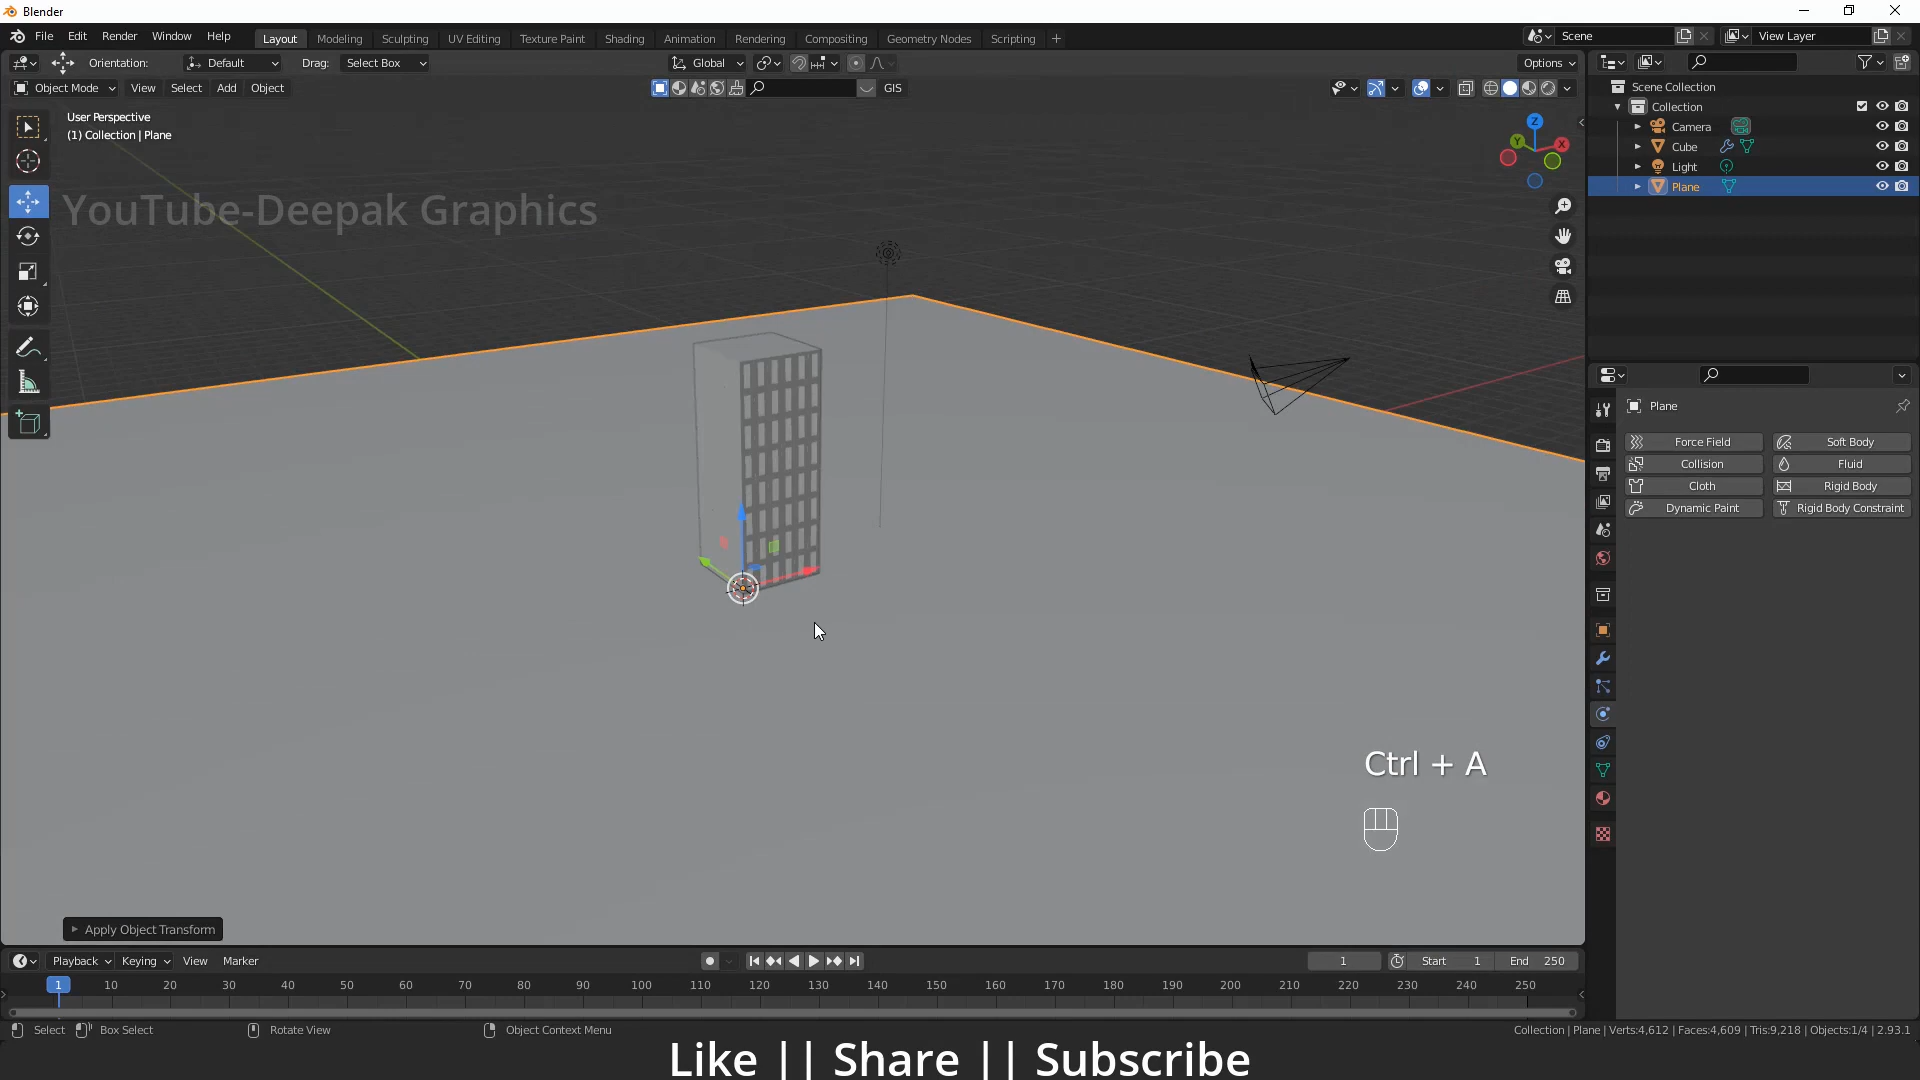 Blender
File Edit Render Window Help
Layout Modeling Sculpting UV Editing Texture Paint Shading Animation Rendering Compositing Geometry Nodes Scripting +
Scene
View Layer
Orientation: Default Drag: Select Box
Global
Options
Object Mode View Select Add Object
GIS
User Perspective
(1) Collection | Plane
YouTube-Deepak Graphics
Z
Y
X
Scene Collection
Collection
Camera
Cube
Light
Plane
Plane
Force Field Soft Body
Collision Fluid
Cloth Rigid Body
Dynamic Paint Rigid Body Constraint
Ctrl + A
Apply Object Transform
Playback Keying View Marker
1 Start 1 End 250
1 10 20 30 40 50 60 70 80 90 100 110 120 130 140 150 160 170 180 190 200 210 220 230 240 250
Select Box Select Rotate View Object Context Menu
Collection | Plane | Verts:4,612 | Faces:4,609 | Tris:9,218 | Objects:1/4 | 2.93.1
Like || Share || Subscribe